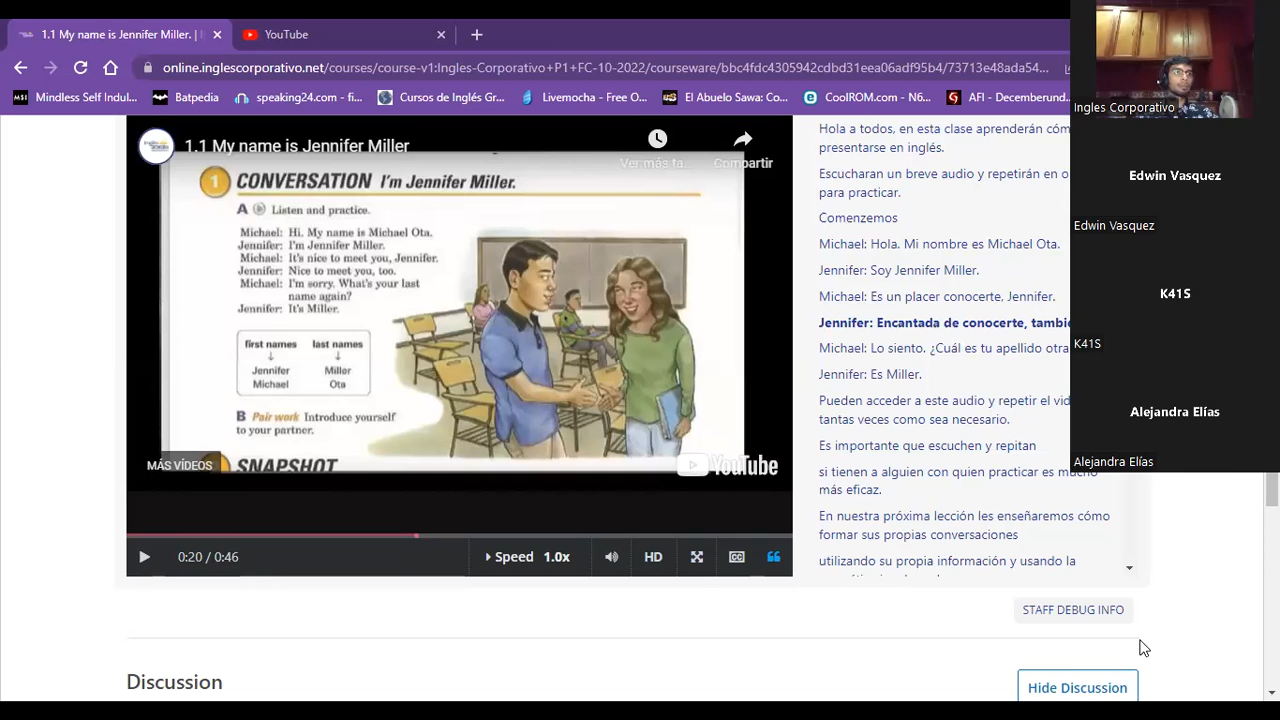 1.1 My name is Jennifer Miller. |
YouTube
online.inglescorporativo.net/courses/course-v1:Ingles-Corporativo+P1+FC-10-2022/courseware/bbc4fdc4305942cdbd31eea06adf95b4/73713e48ada54...
Mindless Self Indul...
Batpedia
speaking24.com - fi...
Cursos de Inglés Gr...
Livemocha - Free O...
El Abuelo Sawa: Co...
CoolROM.com - N6...
AFI - Decemberund...
1.1 My name is Jennifer Miller
Ver más ta...
Compartir
1 CONVERSATION I'm Jennifer Miller.
A Listen and practice.
Michael: Hi. My name is Michael Ota.
Jennifer: I'm Jennifer Miller.
Michael: It's nice to meet you, Jennifer.
Jennifer: Nice to meet you, too.
Michael: I'm sorry. What's your last
name again?
Jennifer: It's Miller.
first names last names
Jennifer Miller
Michael Ota
B Pair work Introduce yourself
to your partner.
SNAPSHOT
MÁS VÍDEOS
YouTube
0:20 / 0:46
Speed 1.0x
HD
Hola a todos, en esta clase aprenderán cóm
presentarse en inglés.
Escucharan un breve audio y repetirán en o
para practicar.
Comenzemos
Michael: Hola. Mi nombre es Michael Ota.
Jennifer: Soy Jennifer Miller.
Michael: Es un placer conocerte, Jennifer.
Jennifer: Encantada de conocerte, tambié
Michael: Lo siento. ¿Cuál es tu apellido otra
Jennifer: Es Miller.
Pueden acceder a este audio y repetir el vid
tantas veces como sea necesario.
Es importante que escuchen y repitan
si tienen a alguien con quien practicar es mucho
más eficaz.
En nuestra próxima lección les enseñaremos cómo
formar sus propias conversaciones
utilizando su propia información y usando la
STAFF DEBUG INFO
Discussion
Hide Discussion
Ingles Corporativo
Edwin Vasquez
Edwin Vasquez
K41S
K41S
Alejandra Elías
Alejandra Elías